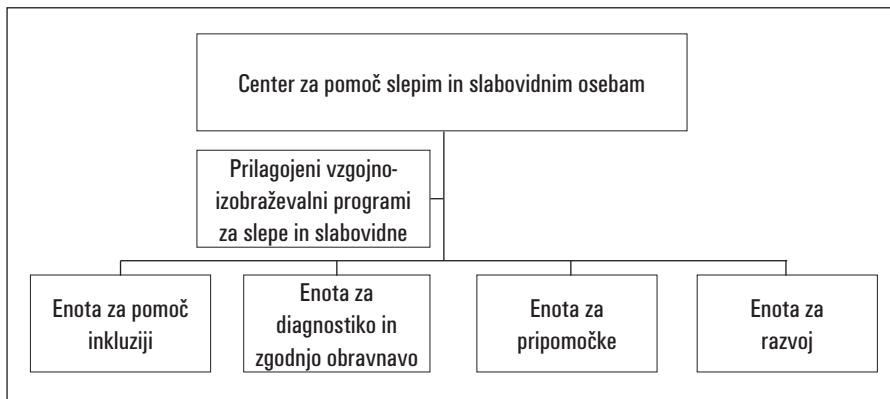 Center za pomoč slepim in slabovidnim osebam
Prilagojeni vzgojno-
izobraževalni programi
za slepe in slabovidne
Enota za pomoč
inkluziji
Enota za
diagnostiko in
zgodnjo obravnavo
Enota za
pripomočke
Enota za
razvoj